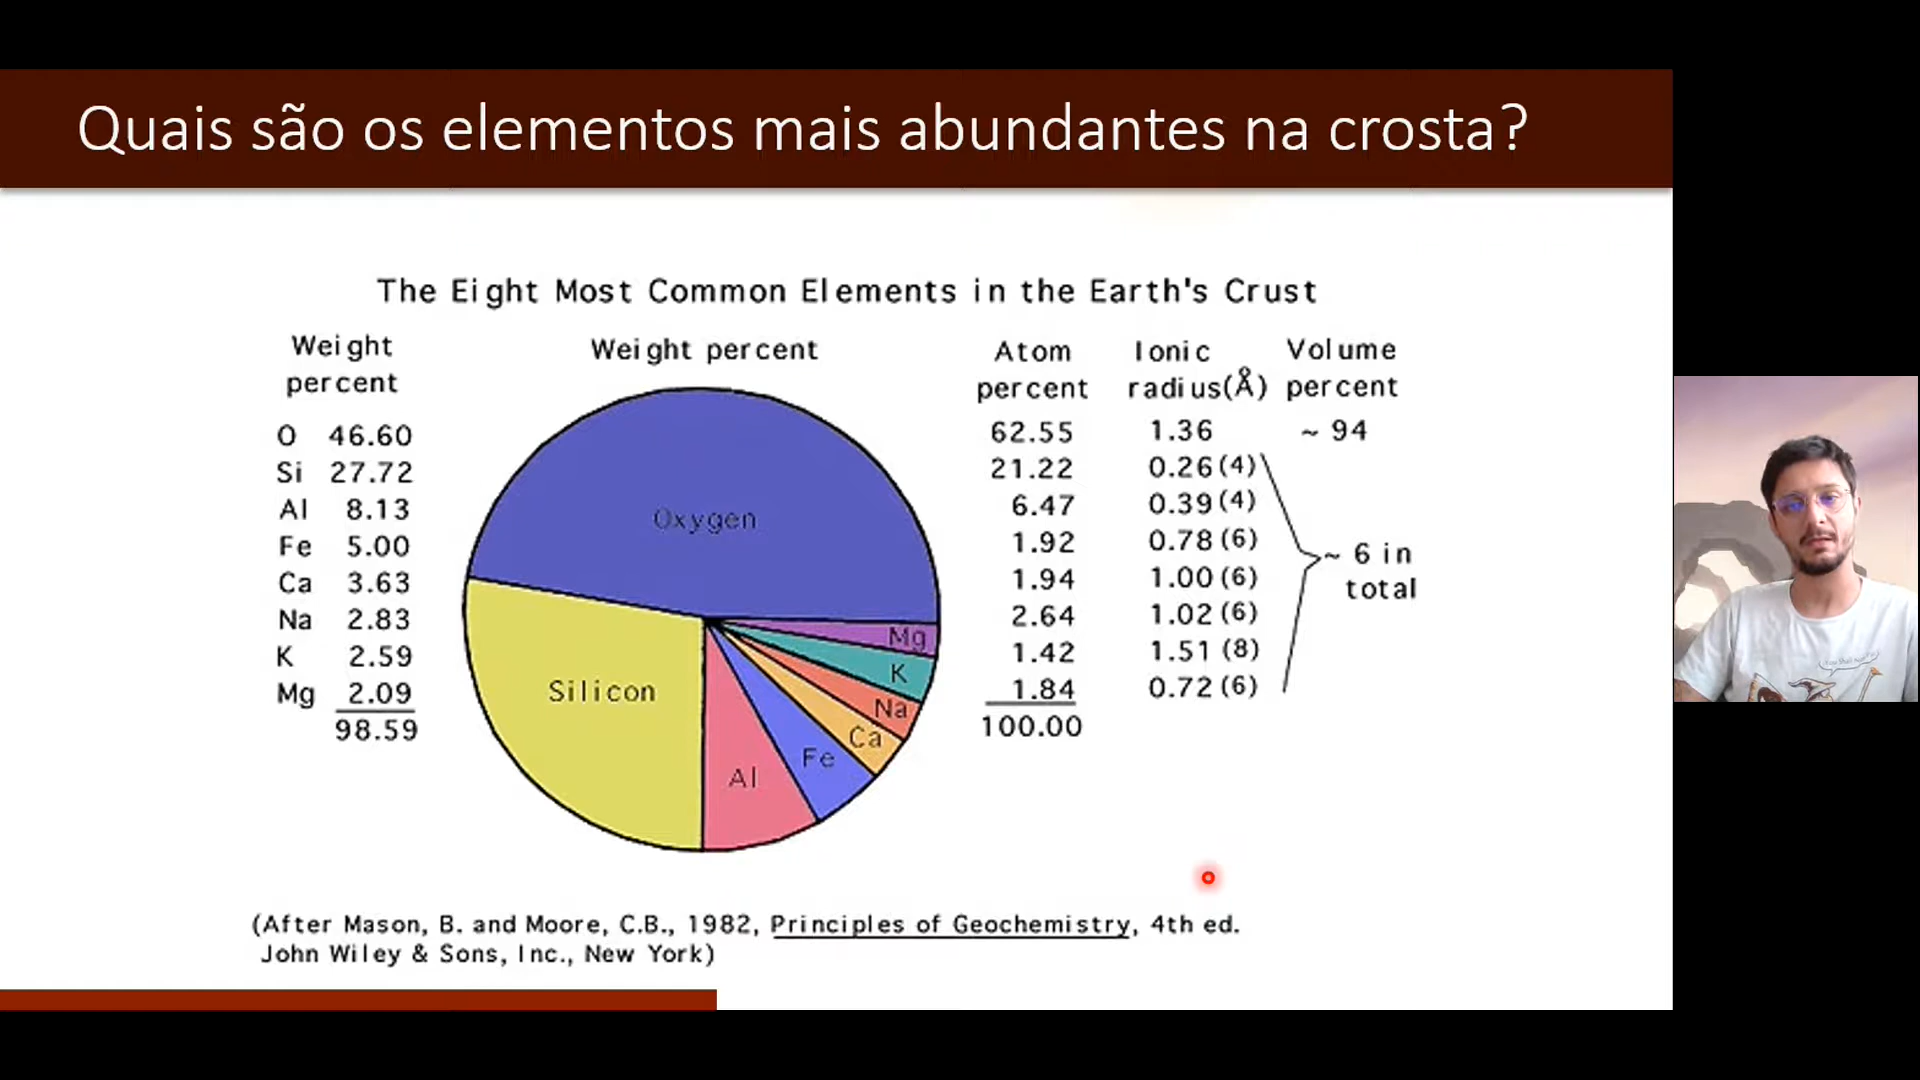 Quais são os elementos mais abundantes na crosta?
The Eight Most Common Elements in the Earth's Crust
Weight percent
O 46.60
Si 27.72
Al 8.13
Fe 5.00
Ca 3.63
Na 2.83
K 2.59
Mg 2.09
98.59
Weight percent
Oxygen
Silicon
Al
Fe
Ca
Na
K
Mg
Atom percent
62.55
21.22
6.47
1.92
1.94
2.64
1.42
1.84
100.00
Ionic radius(Å)
1.36
0.26 (4)
0.39 (4)
0.78 (6)
1.00 (6)
1.02 (6)
1.51 (8)
0.72 (6)
Volume percent
~ 94
~ 6 in
total
(After Mason, B. and Moore, C.B., 1982, Principles of Geochemistry, 4th ed.
John Wiley & Sons, Inc., New York)